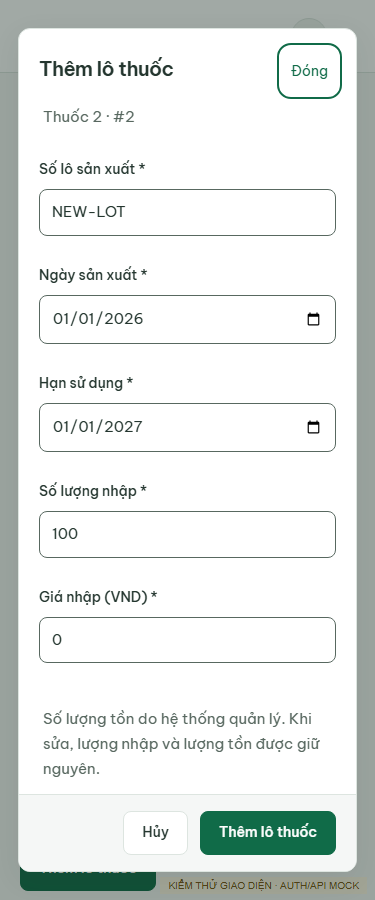 Thêm lô thuốc
Đóng
Thuốc 2 · #2
Số lô sản xuất *
NEW-LOT
Ngày sản xuất *
01/01/2026
Hạn sử dụng *
01/01/2027
Số lượng nhập *
100
Giá nhập (VND) *
0
Số lượng tồn do hệ thống quản lý. Khi
sửa, lượng nhập và lượng tồn được giữ
nguyên.
Hủy
Thêm lô thuốc
KIỂM THỬ GIAO DIỆN · AUTH/API MOCK